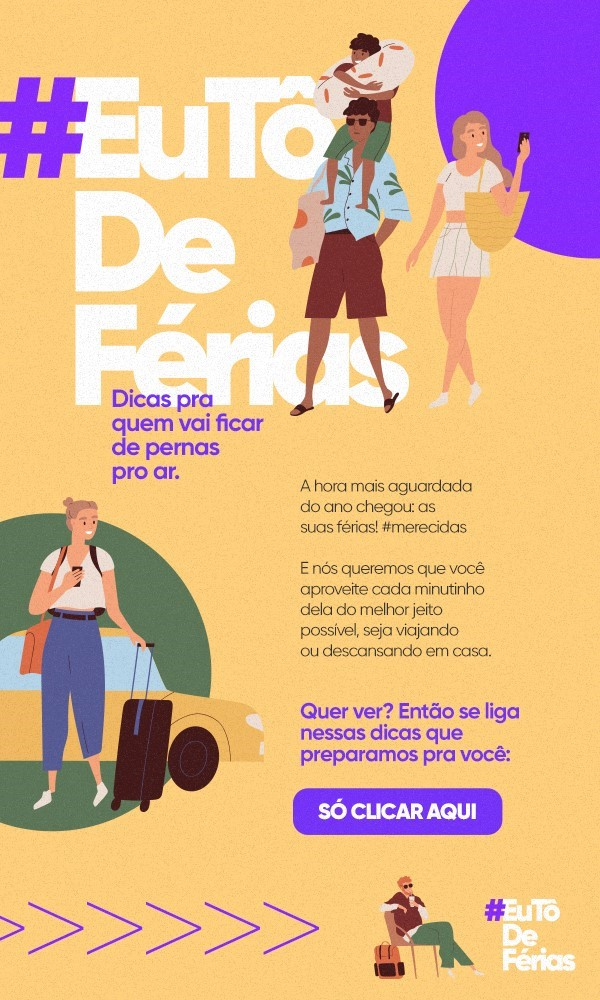 #EuTô
De
Férias
Dicas pra
quem vai ficar
de pernas
pro ar.
A hora mais aguardada
do ano chegou: as
suas férias! #merecidas
E nós queremos que você
aproveite cada minutinho
dela do melhor jeito
possível, seja viajando
ou descansando em casa.
Quer ver? Então se liga
nessas dicas que
preparamos pra você:
SÓ CLICAR AQUI
#EuTô
De
Férias